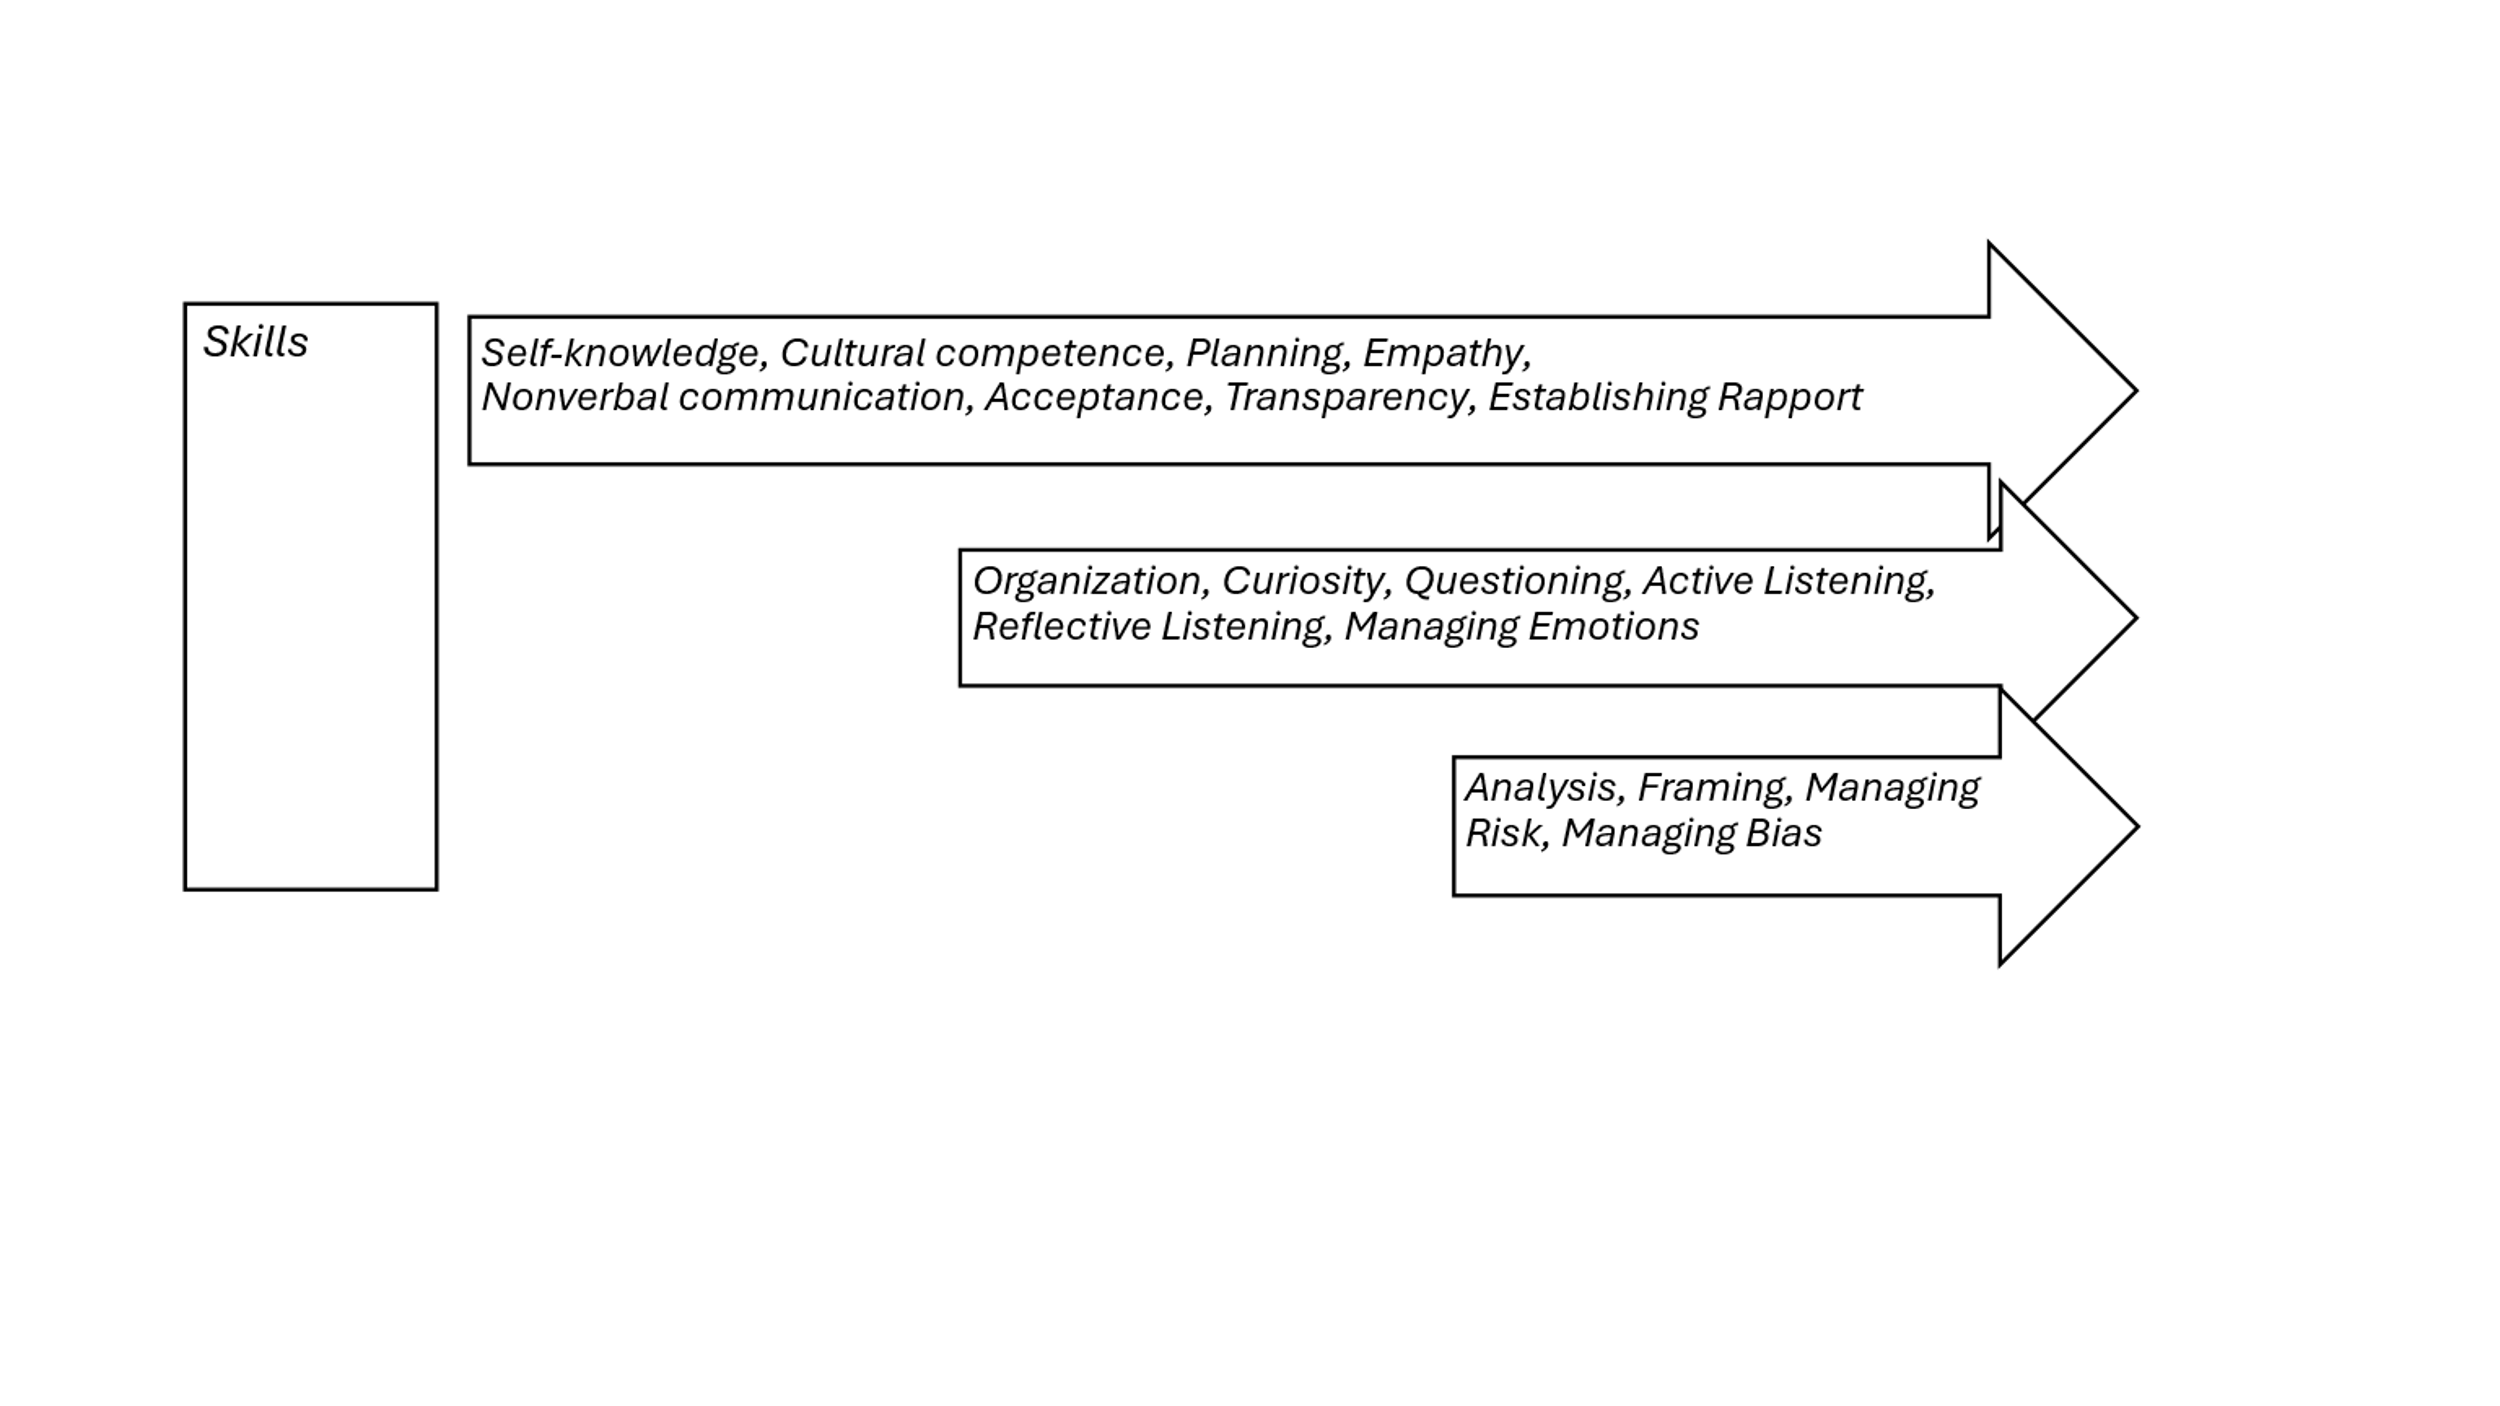 Skills
Self-knowledge, Cultural competence, Planning, Empathy,
Nonverbal communication, Acceptance, Transparency, Establishing Rapport
Organization, Curiosity, Questioning, Active Listening,
Reflective Listening, Managing Emotions
Analysis, Framing, Managing
Risk, Managing Bias